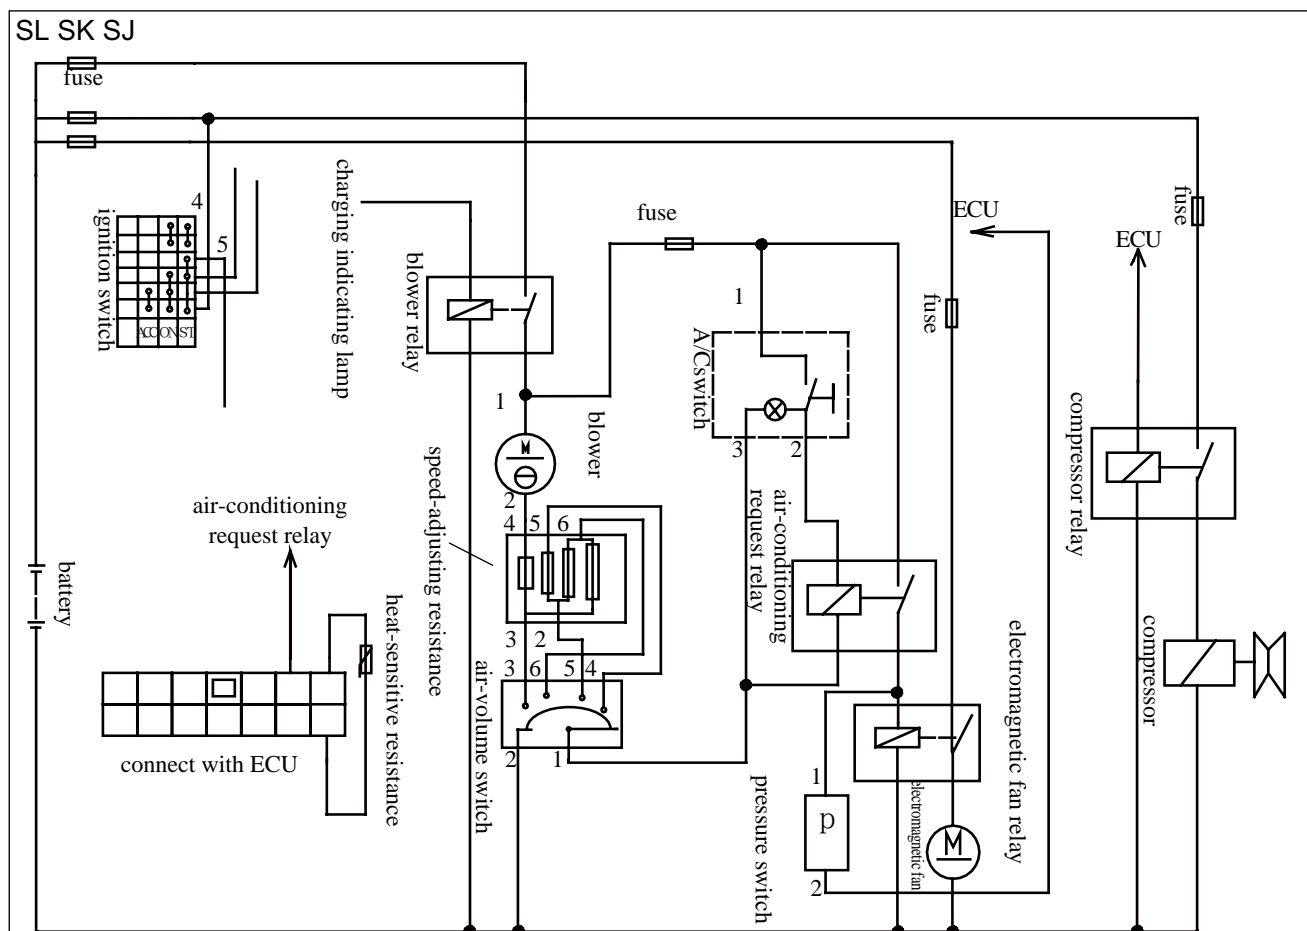 SL SK SJ
fuse
4
5
ignition switch
ACC ON ST
charging indicating lamp
blower relay
fuse
1
A/Cswitch
3
2
ECU
fuse
ECU
fuse
compressor relay
1
blower
2
4
5
6
speed-adjusting resistance
3
2
3
6
5
4
air-volume switch
2
1
air-conditioning
request relay
air-conditioning
request relay
battery
heat-sensitive resistance
connect with ECU
1
p
2
pressure switch
electromagnetic fan
M
M
electromagnetic fan relay
compressor